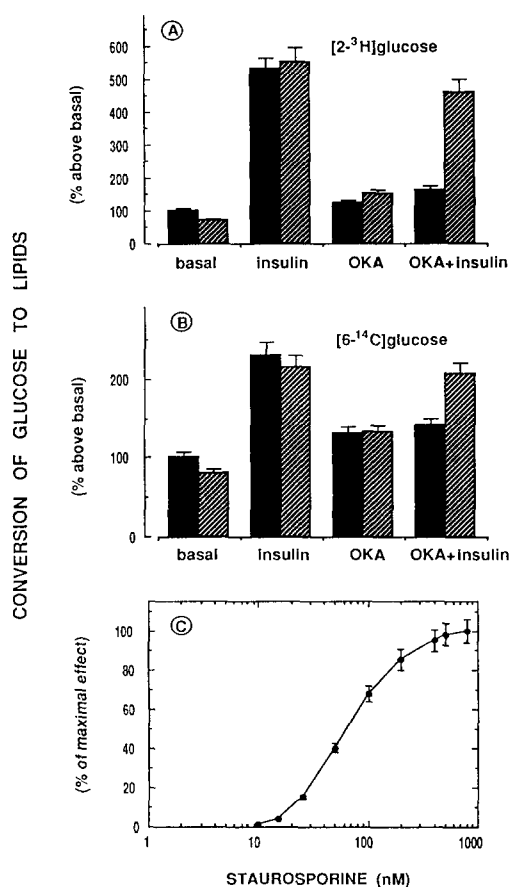 CONVERSION OF GLUCOSE TO LIPIDS
A
[2-³H]glucose
(% above basal)
600
500
400
300
200
100
0
basal insulin OKA OKA+insulin
B
[6-¹⁴C]glucose
(% above basal)
200
100
0
basal insulin OKA OKA+insulin
C
(% of maximal effect)
100
80
60
40
20
0
1 10 100 1000
STAUROSPORINE (nM)